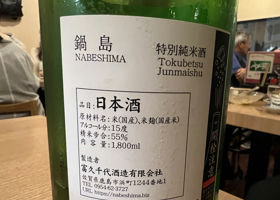 鍋島
NABESHIMA
特別純米酒
Tokubetsu
Junmaishu
品目:日本酒
原材料名:米(国産)、米麹(国産米)
アルコール分:15度
精米歩合:55%
内容量:1,800ml
製造者
富久千代酒造有限会社
佐賀県鹿島市浜町1244番地1
TEL 0954-62-3727
URL https://nabeshima.biz